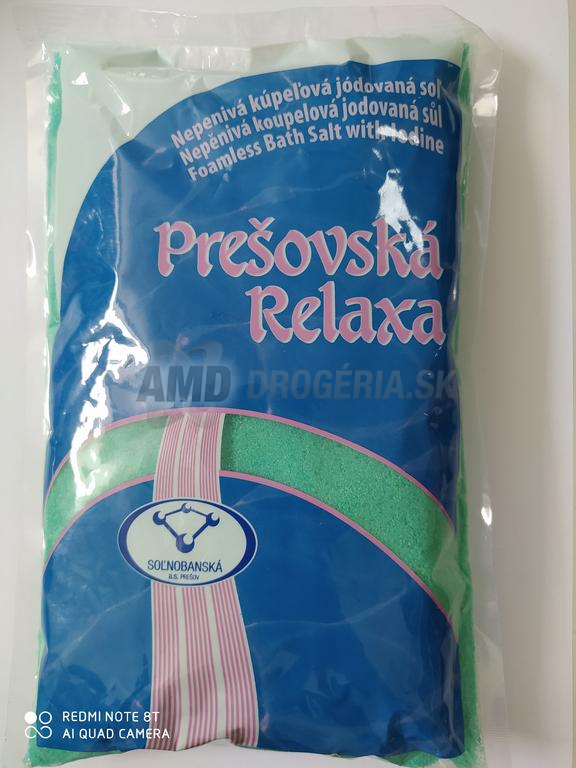 Nepenivá kúpeľová jódovaná soľ
Nepěnivá koupelová jodovaná sůl
Foamless Bath Salt with Iodine
Prešovská
Relaxa
AMD DROGÉRIA.SK
SOĽNOBANSKÁ
a.s. PREŠOV
REDMI NOTE 8T
AI QUAD CAMERA